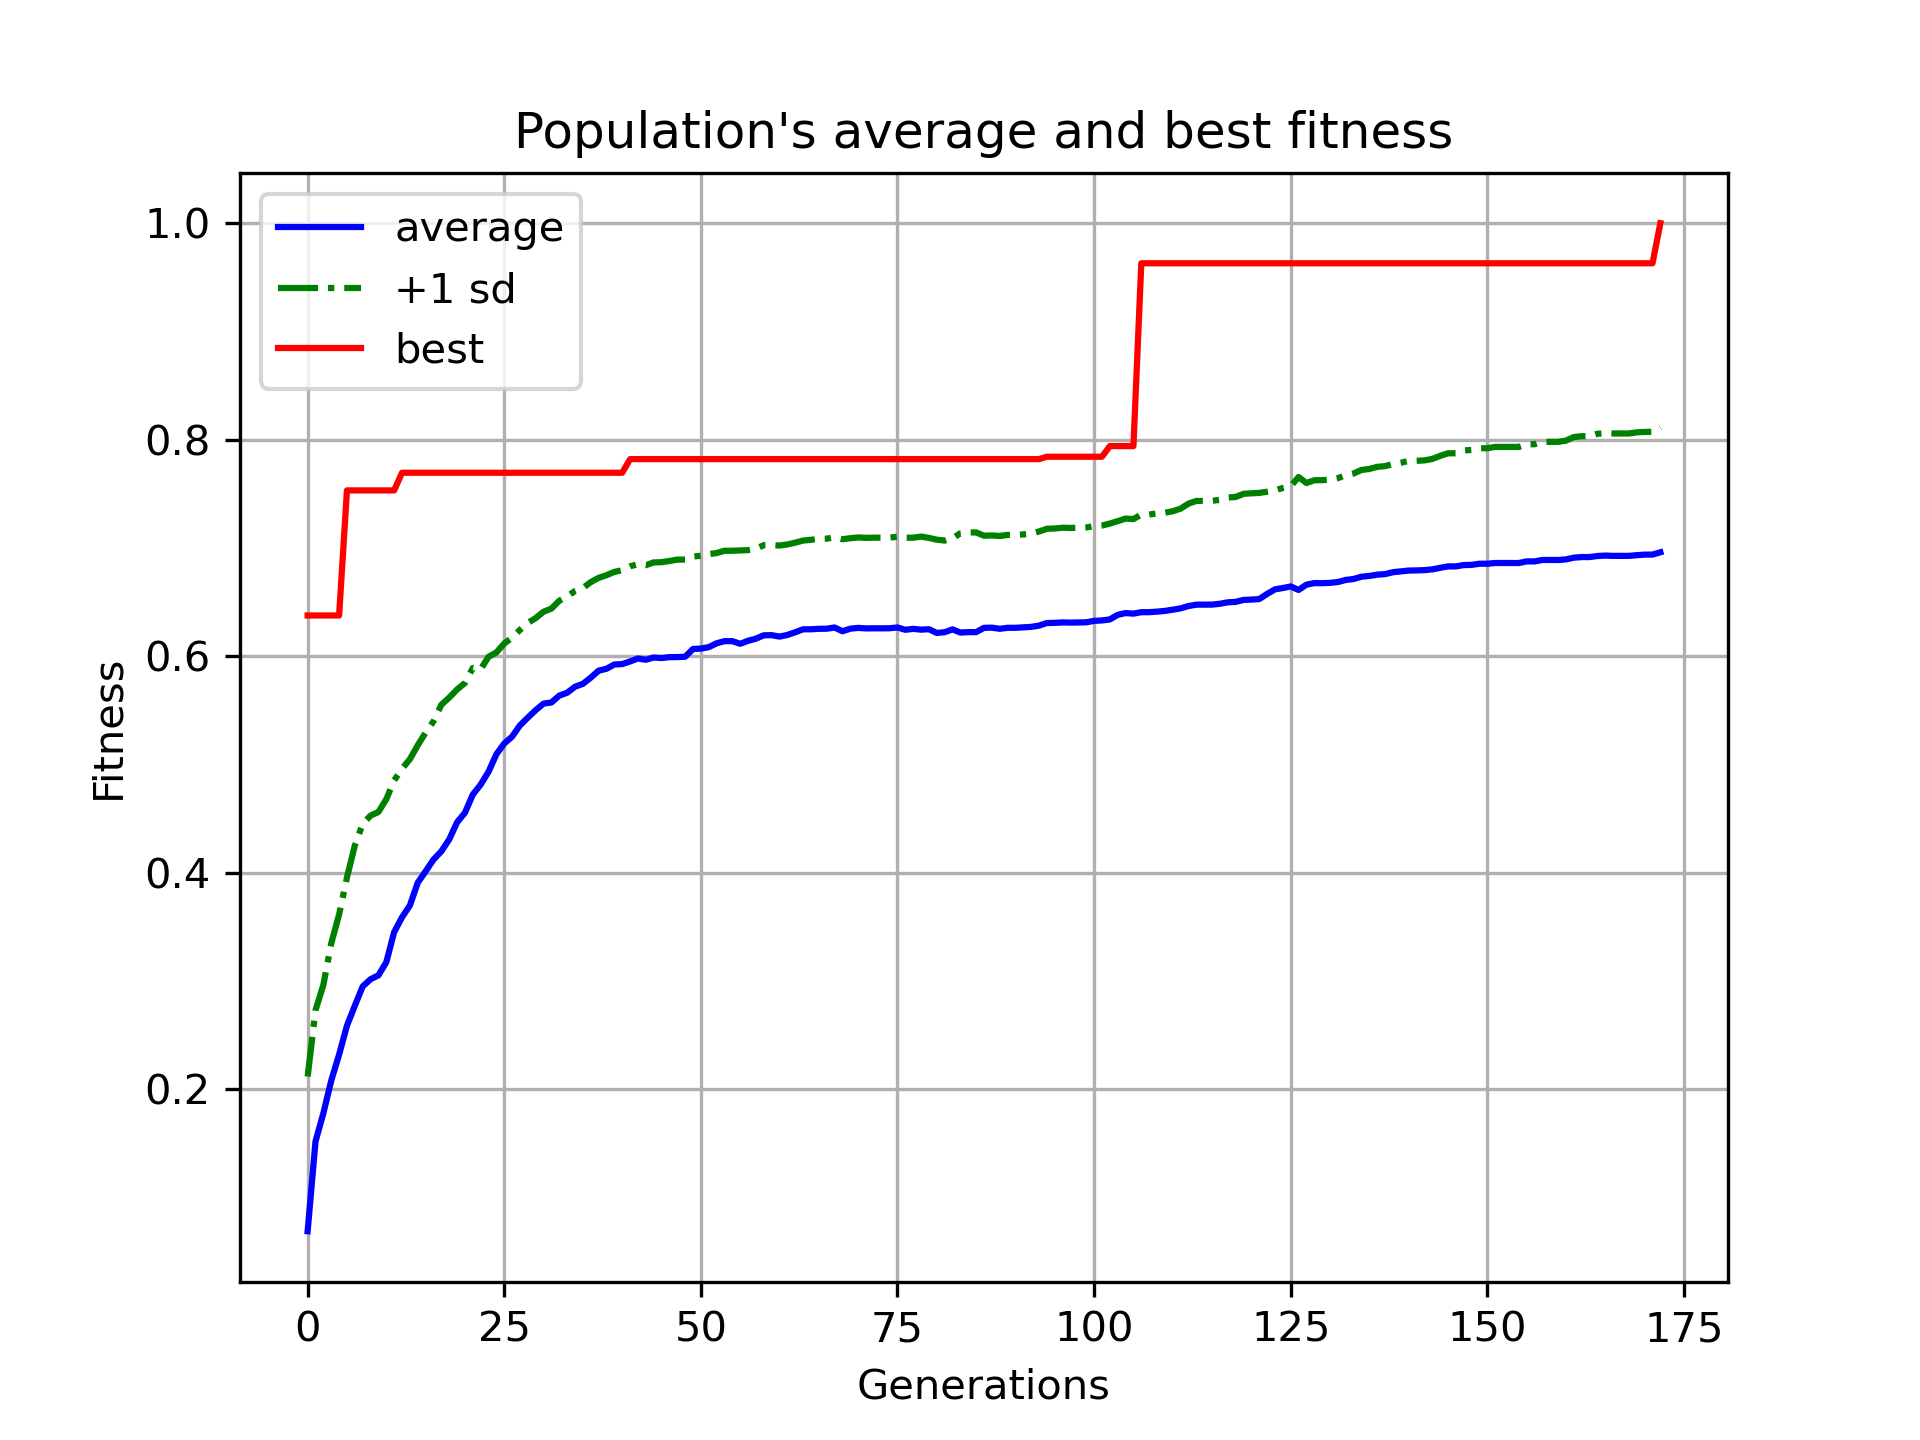 Population's average and best fitness
average
+1 sd
best
1.0
0.8
0.6
0.4
0.2
Fitness
0 25 50 75 100 125 150 175
Generations